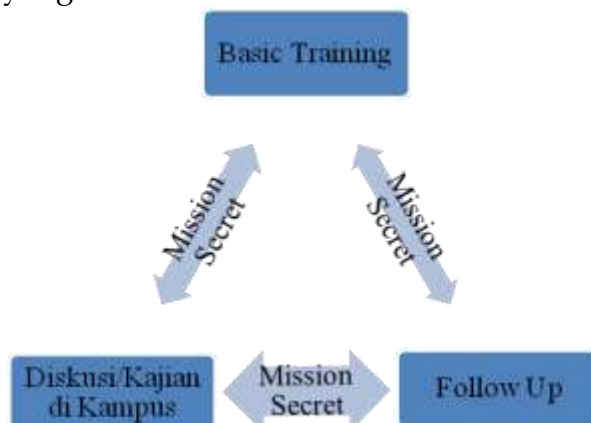 Basic Training
Mission
Secret
Mission
Secret
Diskusi/Kajian
di Kampus
Mission
Secret
Follow Up